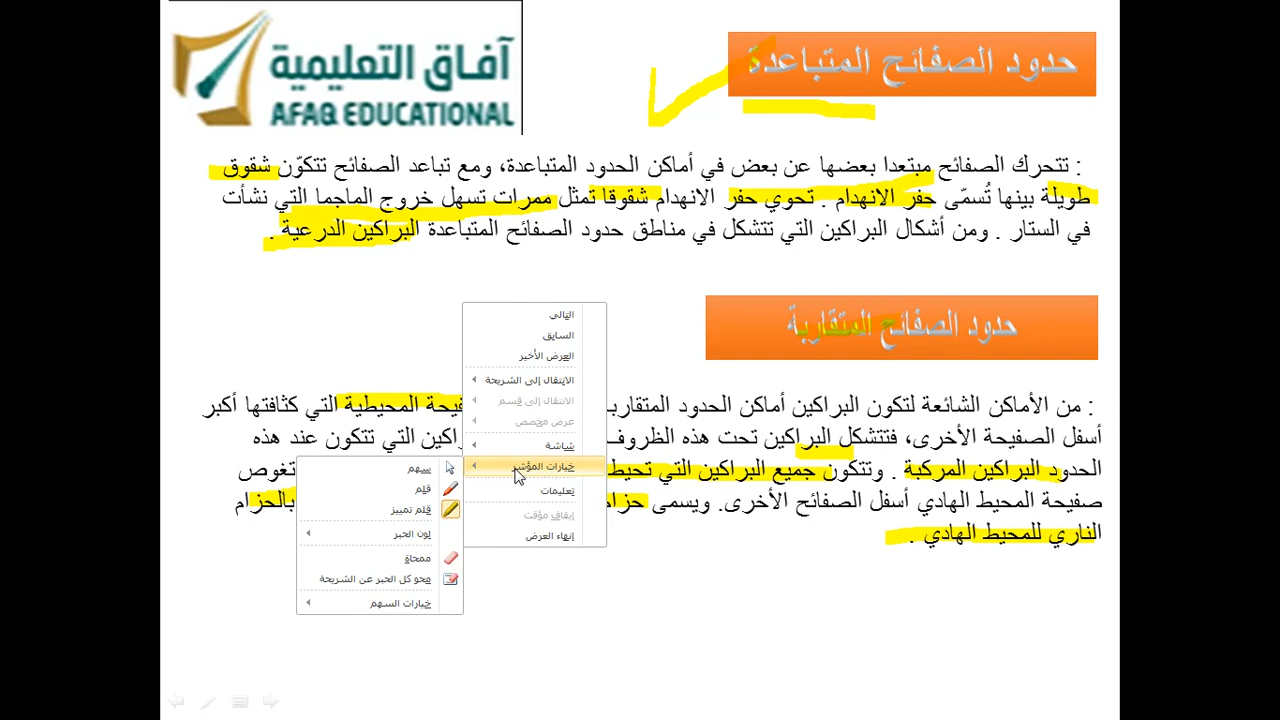 آفاق التعليمية
AFAQ EDUCATIONAL
حدود الصفائح المتباعدة
: تتحرك الصفائح مبتعدا بعضها عن بعض في أماكن الحدود المتباعدة، ومع تباعد الصفائح تتكوّن شقوق
طويلة بينها تُسمّى حفر الانهدام . تحوي حفر الانهدام شقوقا تمثل ممرات تسهل خروج الماجما التي نشأت
في الستار . ومن أشكال البراكين التي تتشكل في مناطق حدود الصفائح المتباعدة البراكين الدرعية .
حدود الصفائح المتقاربة
: من الأماكن الشائعة لتكون البراكين أماكن الحدود المتقارب فيحة المحيطية التي كثافتها أكبر
أسفل الصفيحة الأخرى، فتتشكل البراكين تحت هذه الظروف اكين التي تتكون عند هذه
الحدود البراكين المركبة . وتتكون جميع البراكين التي تحيط تغوص
صفيحة المحيط الهادي أسفل الصفائح الأخرى. ويسمى حزا بالحزام
الناري للمحيط الهادي .
التالي
السابق
العرض الأخير
الانتقال إلى الشريحة
الانتقال إلى قسم
عرض مخصص
شاشة
خيارات المؤشر
تعليمات
إيقاف مؤقت
إنهاء العرض
سهم
قلم
قلم تمييز
لون الحبر
ممحاة
محو كل الحبر عن الشريحة
خيارات السهم